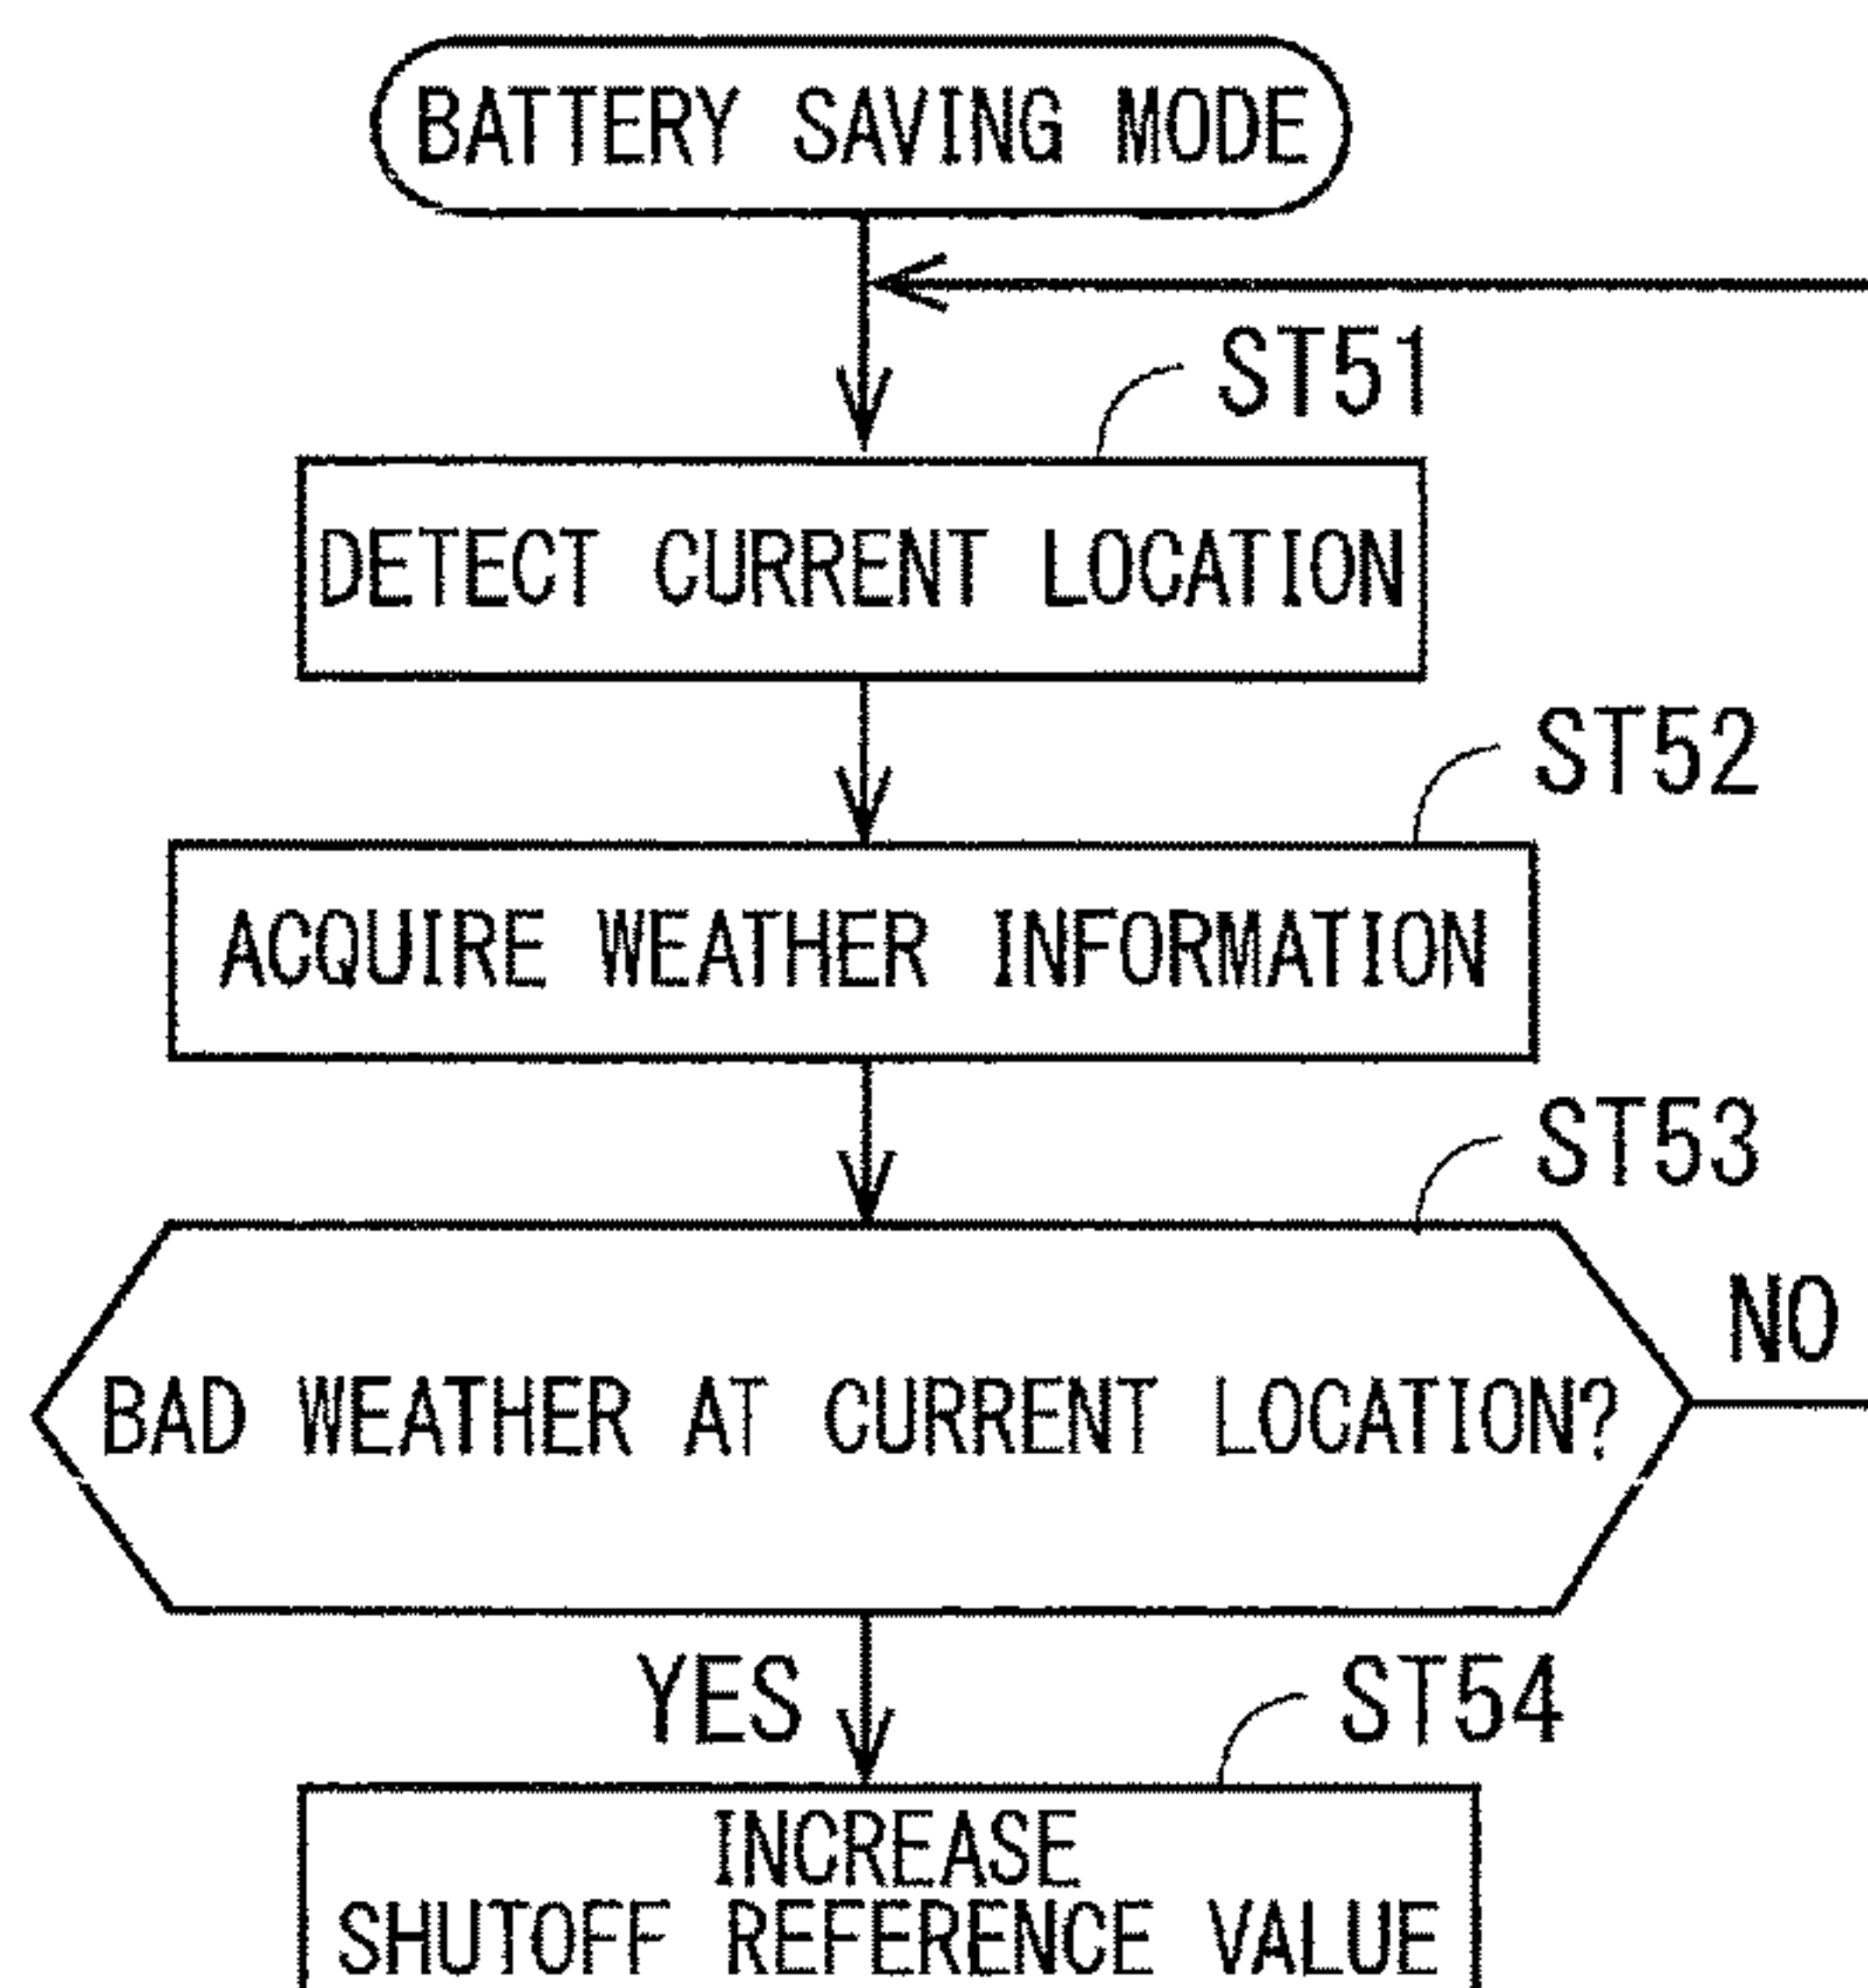 BATTERY SAVING MODE
ST51
DETECT CURRENT LOCATION
ST52
ACQUIRE WEATHER INFORMATION
ST53
NO
BAD WEATHER AT CURRENT LOCATION?
YES
ST54
INCREASE
SHUTOFF REFERENCE VALUE